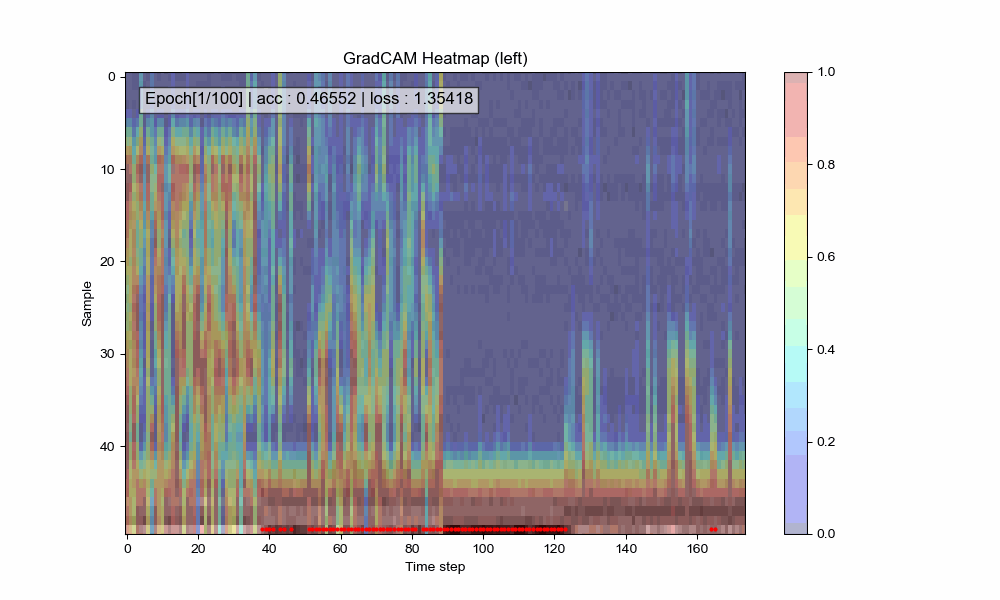 GradCAM Heatmap (left)
Epoch[1/100] | acc : 0.46552 | loss : 1.35418
Sample
0
10
20
30
40
0 20 40 60 80 100 120 140 160
Time step
1.0
0.8
0.6
0.4
0.2
0.0